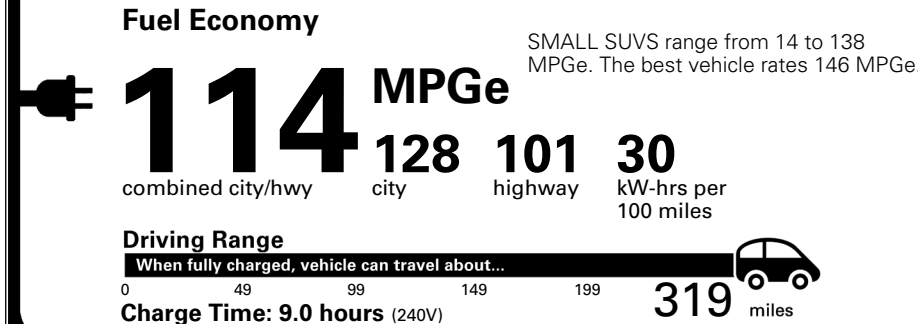 Fuel Economy
SMALL SUVS range from 14 to 138
MPGe. The best vehicle rates 146 MPGe.
114 MPGe
combined city/hwy
128
city
101
highway
30
kW-hrs per
100 miles
Driving Range
When fully charged, vehicle can travel about...
0 49 99 149 199 319 miles
Charge Time: 9.0 hours (240V)